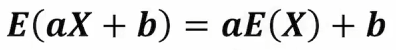 E(aX + b) = aE(X) + b